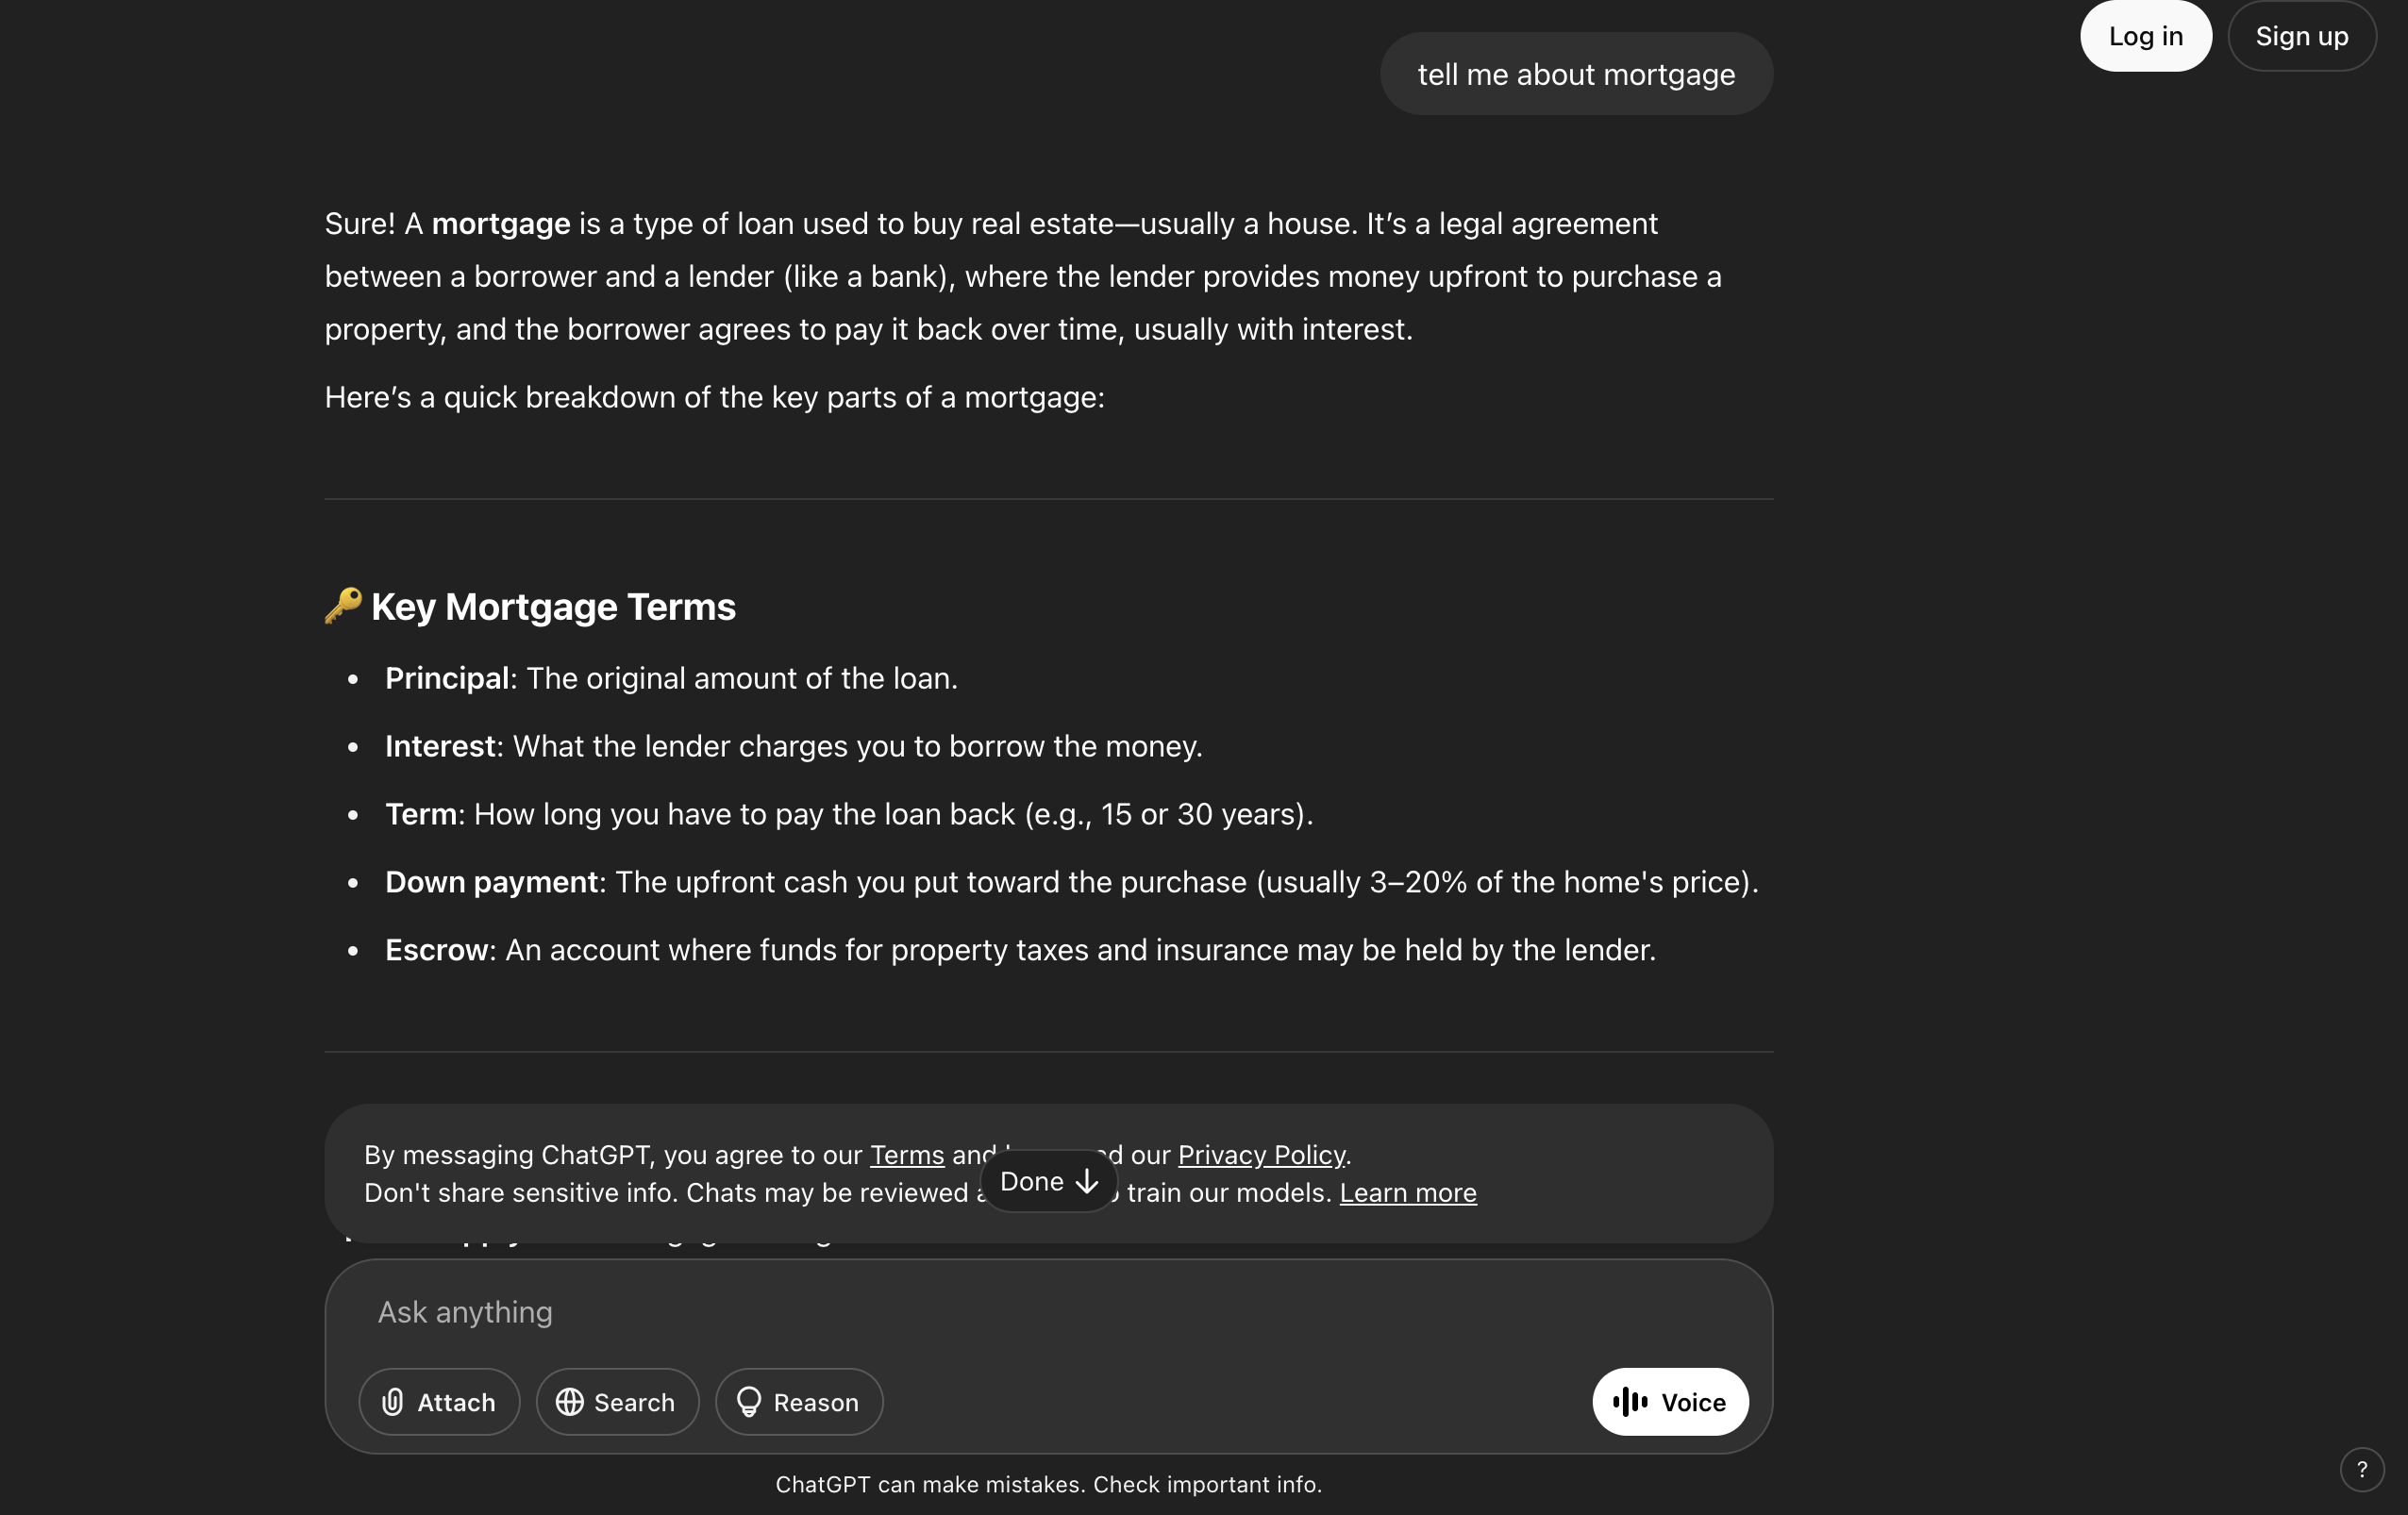 Log in
Sign up
tell me about mortgage
Sure! A mortgage is a type of loan used to buy real estate—usually a house. It’s a legal agreement
between a borrower and a lender (like a bank), where the lender provides money upfront to purchase a
property, and the borrower agrees to pay it back over time, usually with interest.
Here’s a quick breakdown of the key parts of a mortgage:
Key Mortgage Terms
Principal: The original amount of the loan.
Interest: What the lender charges you to borrow the money.
Term: How long you have to pay the loan back (e.g., 15 or 30 years).
Down payment: The upfront cash you put toward the purchase (usually 3–20% of the home's price).
Escrow: An account where funds for property taxes and insurance may be held by the lender.
By messaging ChatGPT, you agree to our Terms and our Privacy Policy.
Don't share sensitive info. Chats may be reviewed train our models. Learn more
Done
Ask anything
Attach
Search
Reason
Voice
ChatGPT can make mistakes. Check important info.
?